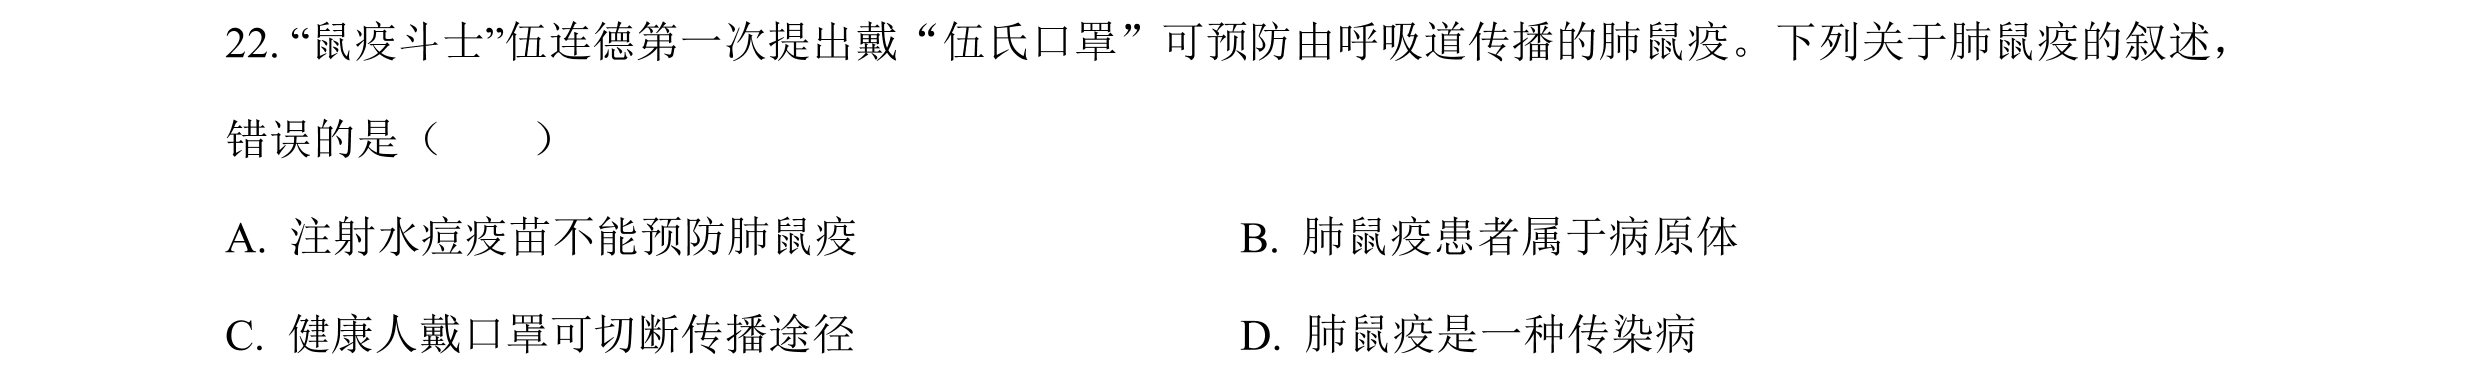 22. “鼠疫斗士”伍连德第一次提出戴“伍氏口罩”可预防由呼吸道传播的肺鼠疫。下列关于肺鼠疫的叙述，
错误的是（　　）
A. 注射水痘疫苗不能预防肺鼠疫　　B. 肺鼠疫患者属于病原体
C. 健康人戴口罩可切断传播途径　　D. 肺鼠疫是一种传染病